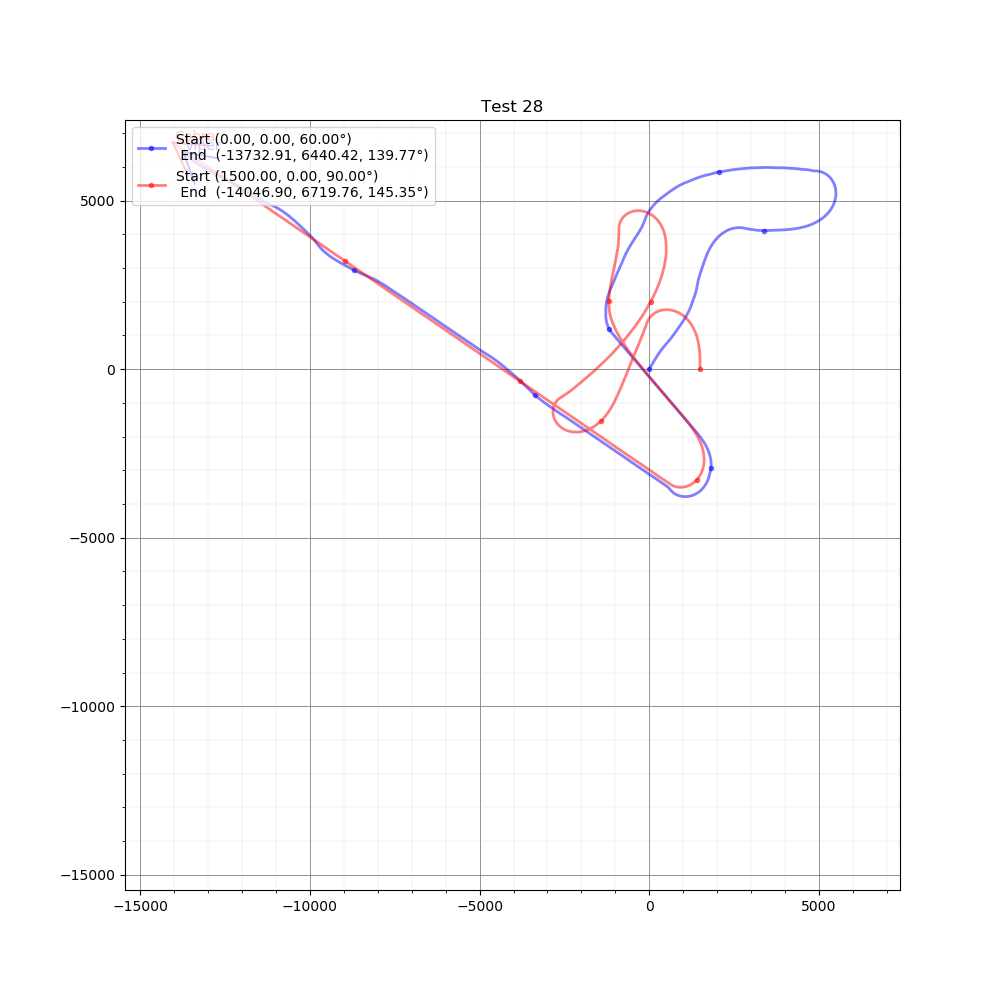 Test 28
Start (0.00, 0.00, 60.00°)
End (-13732.91, 6440.42, 139.77°)
Start (1500.00, 0.00, 90.00°)
End (-14046.90, 6719.76, 145.35°)
5000
0
−5000
−10000
−15000
−15000
−10000
−5000
0
5000